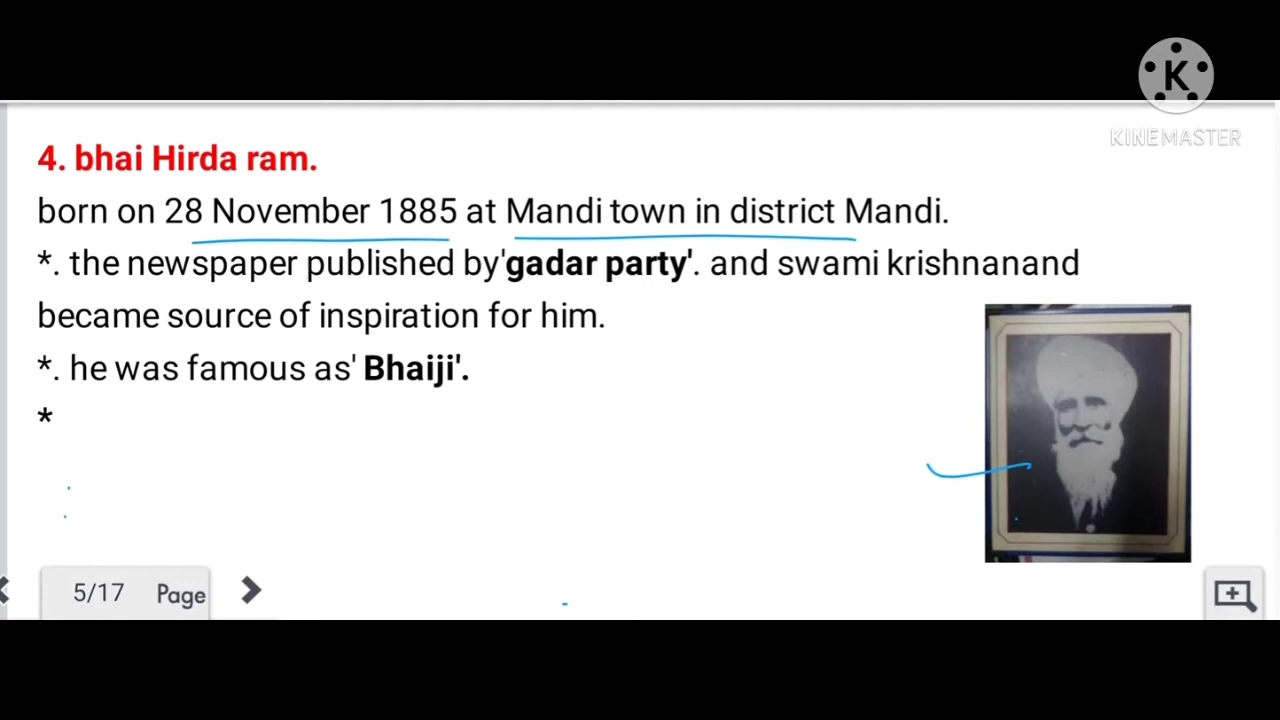 K
KINEMASTER
4. bhai Hirda ram.
born on 28 November 1885 at Mandi town in district Mandi.
*. the newspaper published by'gadar party'. and swami krishnanand
became source of inspiration for him.
*. he was famous as' Bhaiji'.
*
5/17 Page